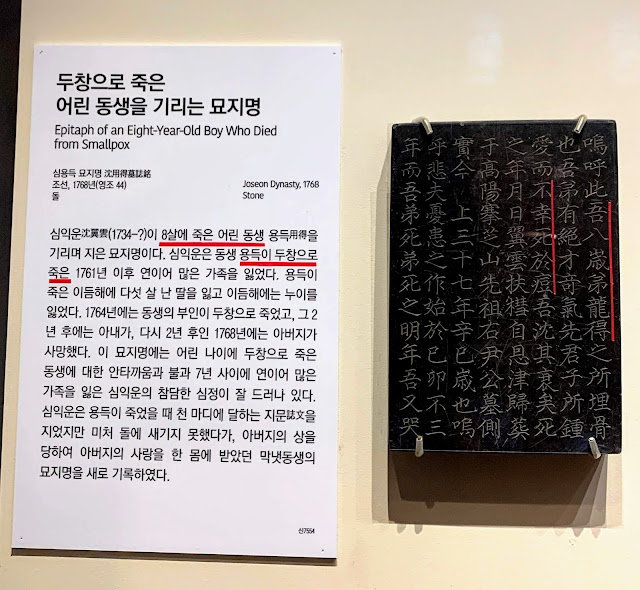 두창으로 죽은
어린 동생을 기리는 묘지명
Epitaph of an Eight-Year-Old Boy Who Died
from Smallpox
심용득 묘지명 沈用得墓誌銘
조선, 1768년(영조 44)
돌
Joseon Dynasty, 1768
Stone
심익운沈翼雲(1734-?)이 8살에 죽은 어린 동생 용득用得을
기리며 지은 묘지명이다. 심익운은 동생 용득이 두창으로
죽은 1761년 이후 연이어 많은 가족을 잃었다. 용득이
죽은 이듬해에 다섯 살 난 딸을 잃고 이듬해에는 누이를
잃었다. 1764년에는 동생의 부인이 두창으로 죽었고, 그 2
년 후에는 아내가, 다시 2년 후인 1768년에는 아버지가
사망했다. 이 묘지명에는 어린 나이에 두창으로 죽은
동생에 대한 안타까움과 불과 7년 사이에 연이어 많은
가족을 잃은 심익운의 참담한 심정이 잘 드러나 있다.
심익운은 용득이 죽었을 때 천 마디에 달하는 지문誌文을
지었지만 미처 돌에 새기지 못했다가, 아버지의 상을
당하여 아버지의 사랑을 한 몸에 받았던 막냇동생의
묘지명을 새로 기록하였다.
신7554
嗚呼此吾八歲弟龍得之所埋骨
也吾弟有絕才奇氣先君子所鍾
愛而不幸死於痘吾沈其哀矣死
之年月日翼雲扶櫬自恩津歸葬
于高陽芝山先祖右尹公墓側
實今 上三十七年辛巳歲也嗚
呼悲夫憂患之作始於已卯不三
年而吾弟死弟死之明年吾又哭